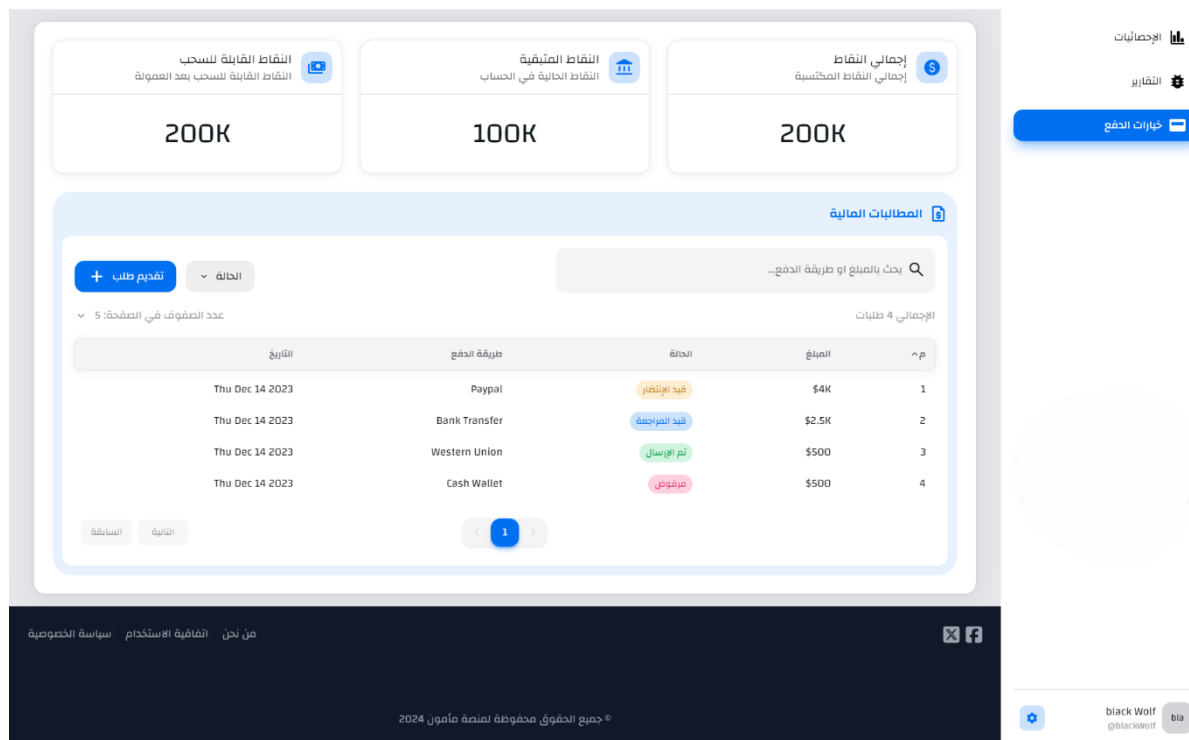 الإحصائيات
التقارير
خيارات الدفع
إجمالي النقاط
إجمالي النقاط المكتسبة
200K
النقاط المتبقية
النقاط الحالية في الحساب
100K
النقاط القابلة للسحب
النقاط القابلة للسحب بعد العمولة
200K
المطالبات المالية
بحث بالمبلغ او طريقة الدفع...
الحالة
تقديم طلب +
الإجمالي 4 طلبات
عدد الصفوف في الصفحة: 5
م المبلغ الحالة طريقة الدفع التاريخ
1 $4K قيد الإنتظار Paypal Thu Dec 14 2023
2 $2.5K قيد المراجعة Bank Transfer Thu Dec 14 2023
3 $500 تم الإرسال Western Union Thu Dec 14 2023
4 $500 مرفوض Cash Wallet Thu Dec 14 2023
1
التالية السابقة
من نحن اتفاقية الاستخدام سياسة الخصوصية
© جميع الحقوق محفوظة لمنصة مأمون 2024
bla
black Wolf
@blackWolf